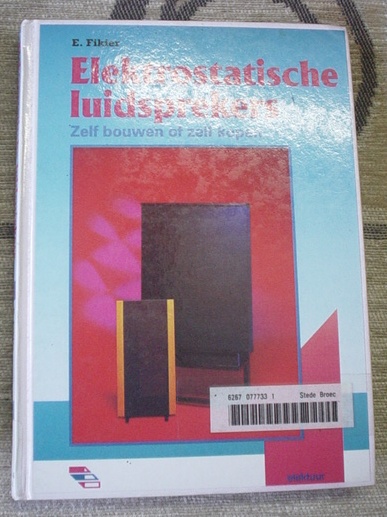 E. Fikier
Elektrostatische
luidsprekers
Zelf bouwen of zelf kopen
6267 077733 1 Stede Broec